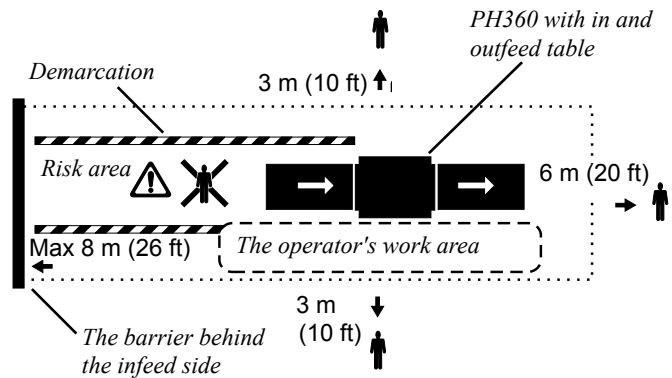 PH360 with in and
outfeed table
Demarcation
3 m (10 ft)
Risk area
6 m (20 ft)
Max 8 m (26 ft)
The operator's work area
3 m
(10 ft)
The barrier behind
the infeed side